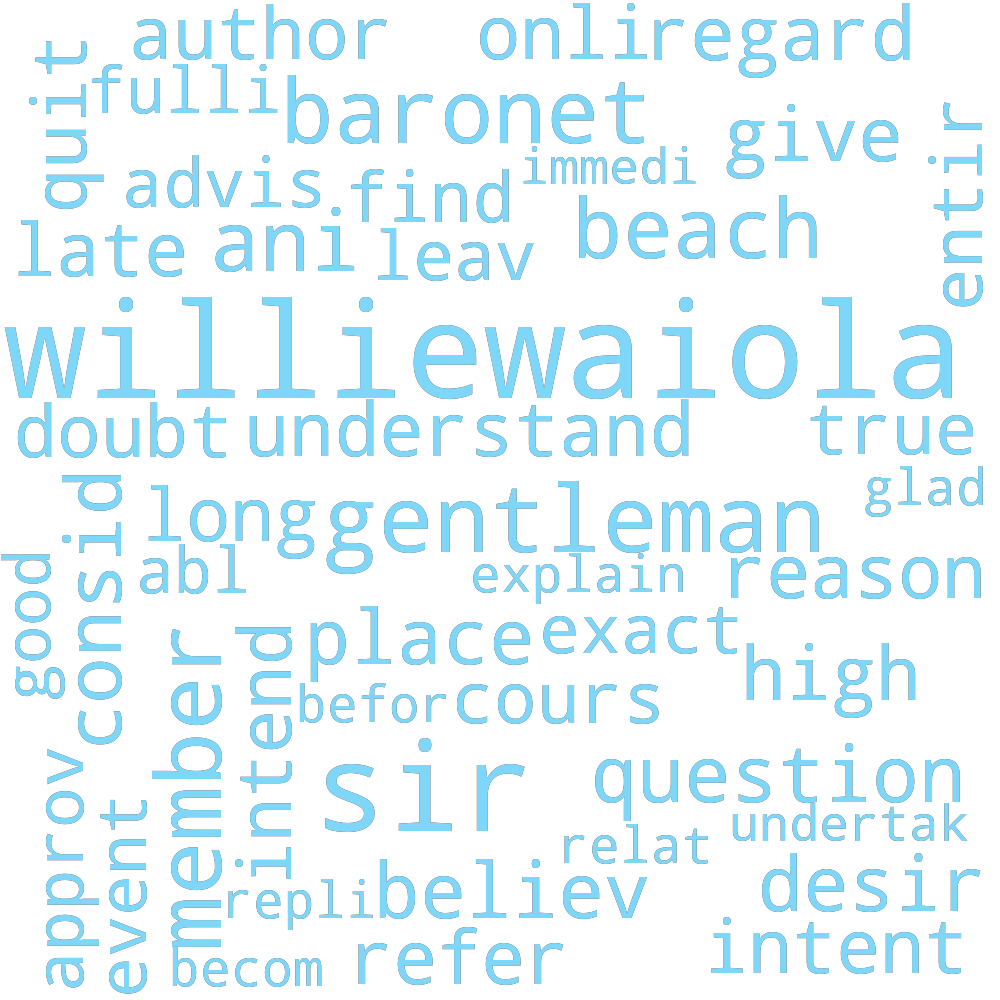 author onli regard
quit fulli baronet give entir
advis find immedi
late ani leav beach
williewaiola
doubt understand true
consid long gentleman glad
good abl explain reason
member intend place exact high
befor cours
approv event sir question
relat undertak
repli believ desir
becom refer intent